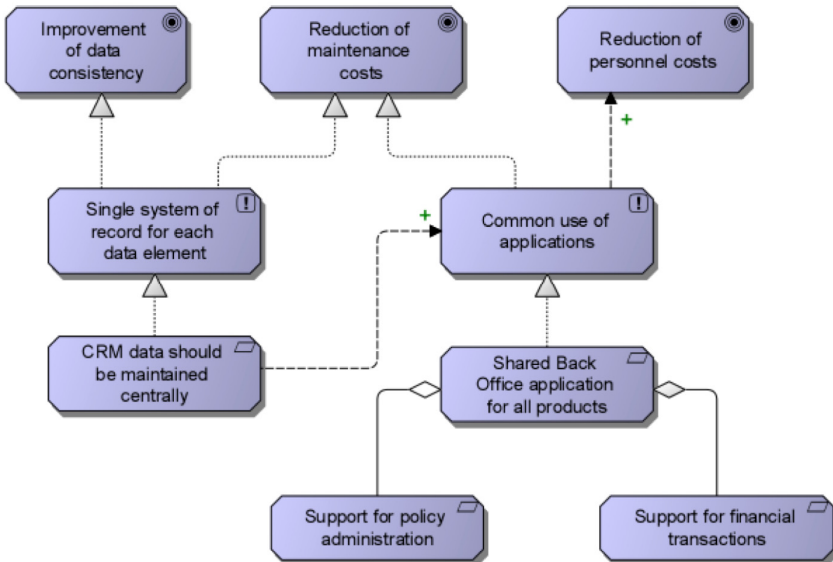 Improvement
of data
consistency
Reduction of
maintenance
costs
Reduction of
personnel costs
+
Single system of
record for each
data element
!
+
Common use of
applications
!
CRM data should
be maintained
centrally
Shared Back
Office application
for all products
Support for policy
administration
Support for financial
transactions